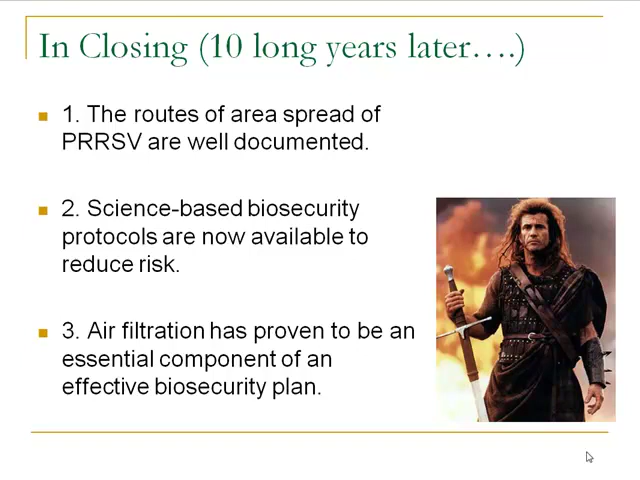 In Closing (10 long years later….)
1. The routes of area spread of
PRRSV are well documented.
2. Science-based biosecurity
protocols are now available to
reduce risk.
3. Air filtration has proven to be an
essential component of an
effective biosecurity plan.